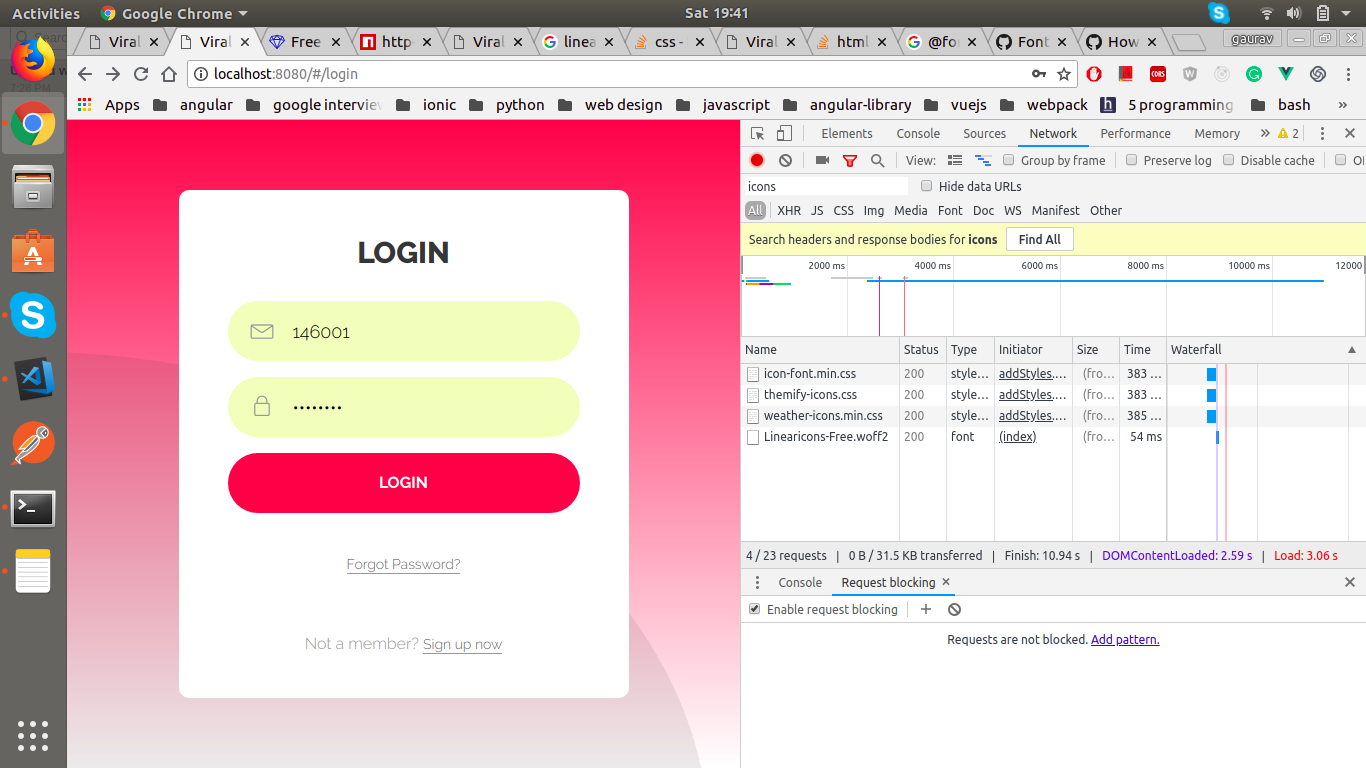 Activities Google Chrome Sat 19:41
Viral Viral Free http- Viral linea css - Viral html @fo Font How gaurav
localhost:8080/#/login
Apps angular google interview ionic python web design javascript angular-library vuejs webpack 5 programming bash »
LOGIN
146001
••••••••
LOGIN
Forgot Password?
Not a member? Sign up now
Elements Console Sources Network Performance Memory » 2
View: Group by frame Preserve log Disable cache
icons Hide data URLs
All XHR JS CSS Img Media Font Doc WS Manifest Other
Search headers and response bodies for icons Find All
2000 ms 4000 ms 6000 ms 8000 ms 10000 ms 12000
Name Status Type Initiator Size Time Waterfall
icon-font.min.css 200 style... addStyles.... (fro... 383 ...
themify-icons.css 200 style... addStyles.... (fro... 383 ...
weather-icons.min.css 200 style... addStyles.... (fro... 385 ...
Linearicons-Free.woff2 200 font (index) (fro... 54 ms
4 / 23 requests | 0 B / 31.5 KB transferred | Finish: 10.94 s | DOMContentLoaded: 2.59 s | Load: 3.06 s
Console Request blocking ×
Enable request blocking
Requests are not blocked. Add pattern.